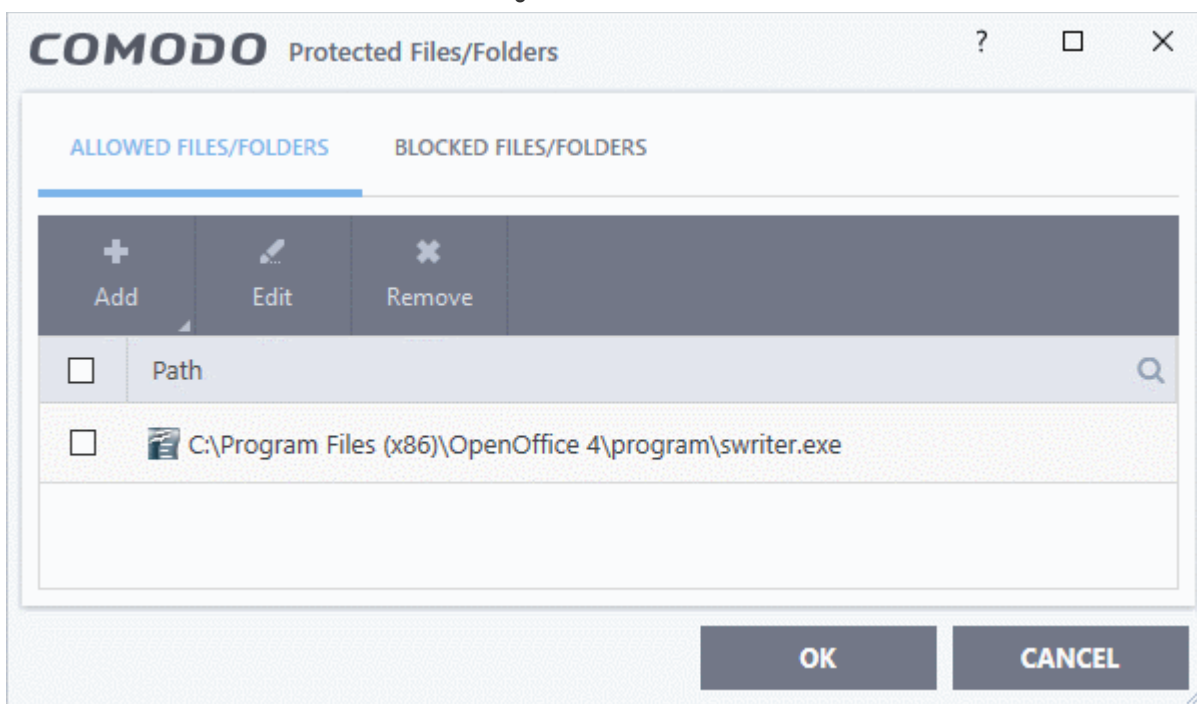 COMODO Protected Files/Folders ?
ALLOWED FILES/FOLDERS BLOCKED FILES/FOLDERS
Add Edit Remove
Path
C:\Program Files (x86)\OpenOffice 4\program\swriter.exe
OK CANCEL